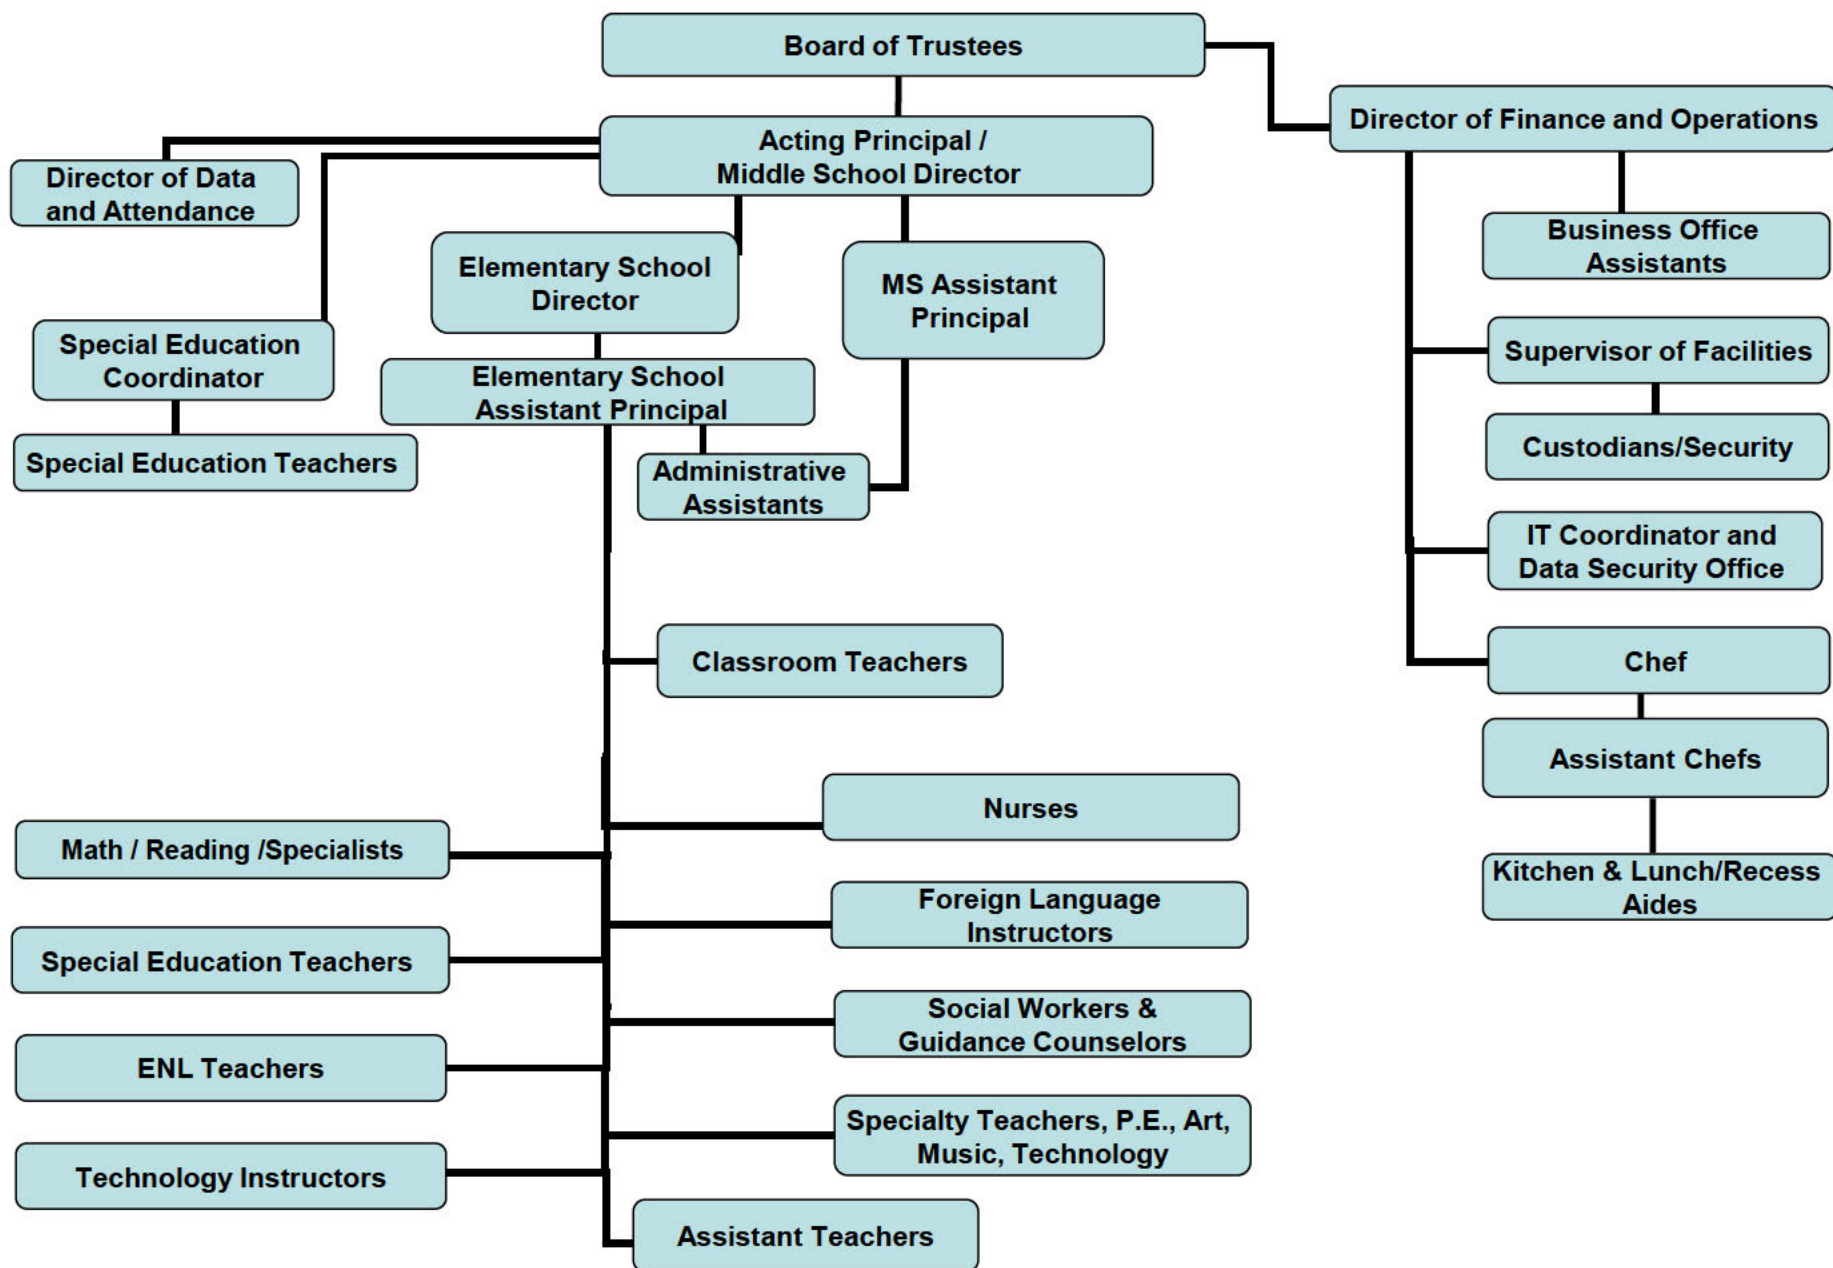 Board of Trustees
Director of Finance and Operations
Acting Principal /
Middle School Director
Director of Data
and Attendance
Business Office
Assistants
Elementary School
Director
MS Assistant
Principal
Special Education
Coordinator
Supervisor of Facilities
Elementary School
Assistant Principal
Special Education Teachers
Custodians/Security
Administrative
Assistants
IT Coordinator and
Data Security Office
Classroom Teachers
Chef
Assistant Chefs
Nurses
Math / Reading /Specialists
Kitchen & Lunch/Recess
Aides
Foreign Language
Instructors
Special Education Teachers
Social Workers &
Guidance Counselors
ENL Teachers
Specialty Teachers, P.E., Art,
Music, Technology
Technology Instructors
Assistant Teachers